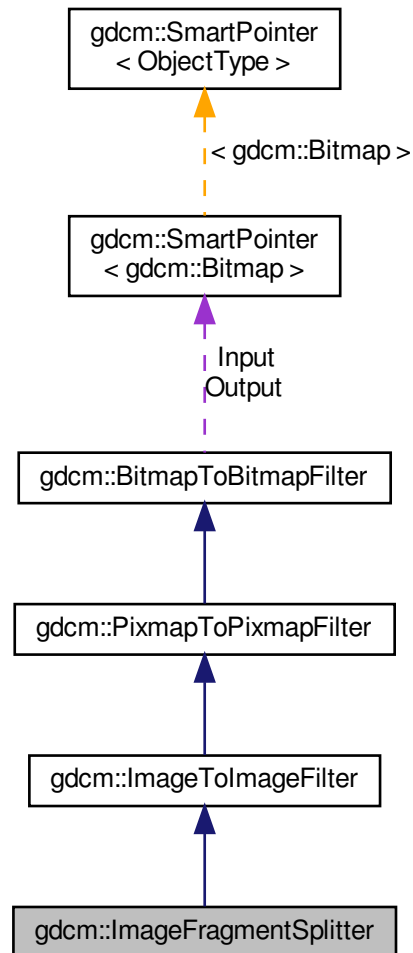 gdcm::SmartPointer
< ObjectType >
< gdcm::Bitmap >
gdcm::SmartPointer
< gdcm::Bitmap >
Input
Output
gdcm::BitmapToBitmapFilter
gdcm::PixmapToPixmapFilter
gdcm::ImageToImageFilter
gdcm::ImageFragmentSplitter